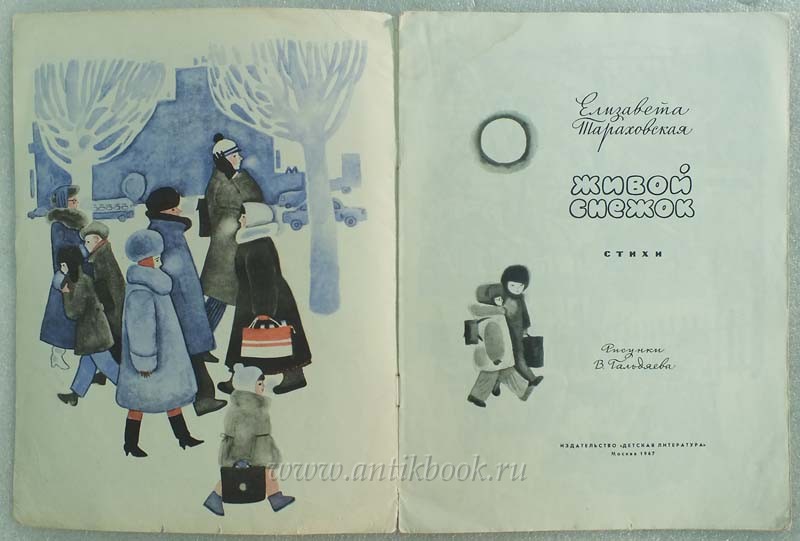 Елизавета
Тараховская
ЖИВОЙ
СНЕЖОК
СТИХИ
Рисунки
В. Гальдяева
ИЗДАТЕЛЬСТВО «ДЕТСКАЯ ЛИТЕРАТУРА»
Москва 1967
www.antikbook.ru